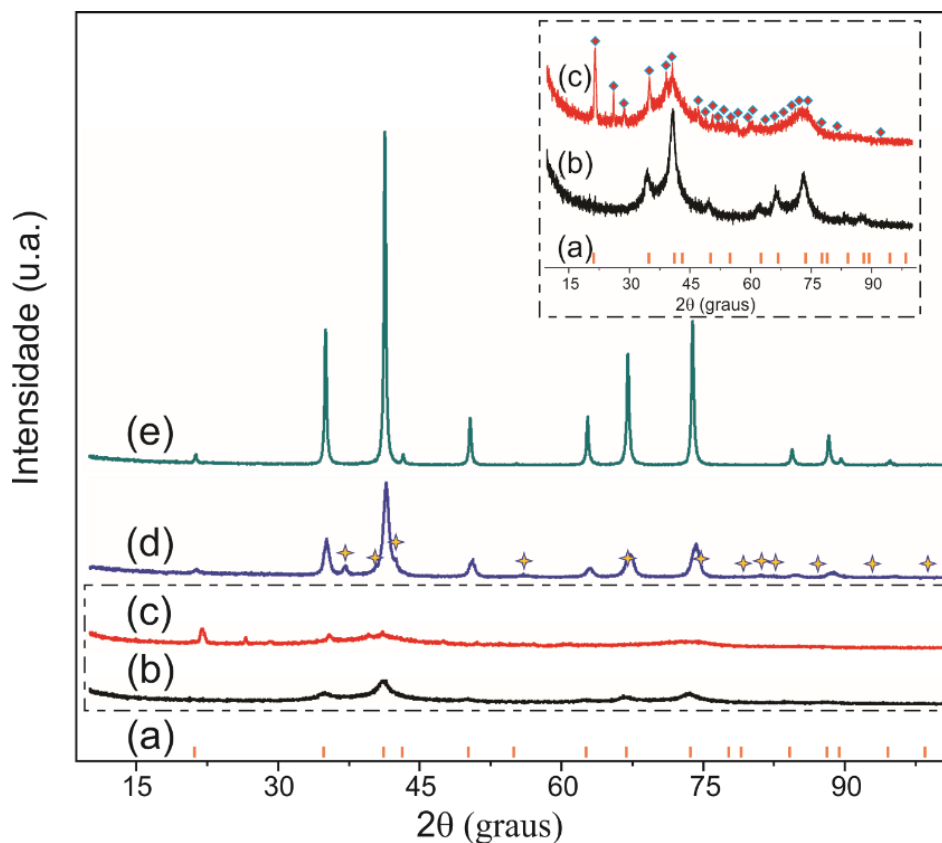 (c)
(b)
(a)
15 30 45 60 75 90
2θ (graus)
Intensidade (u.a.)
(e)
(d)
(c)
(b)
(a)
15 30 45 60 75 90
2θ (graus)